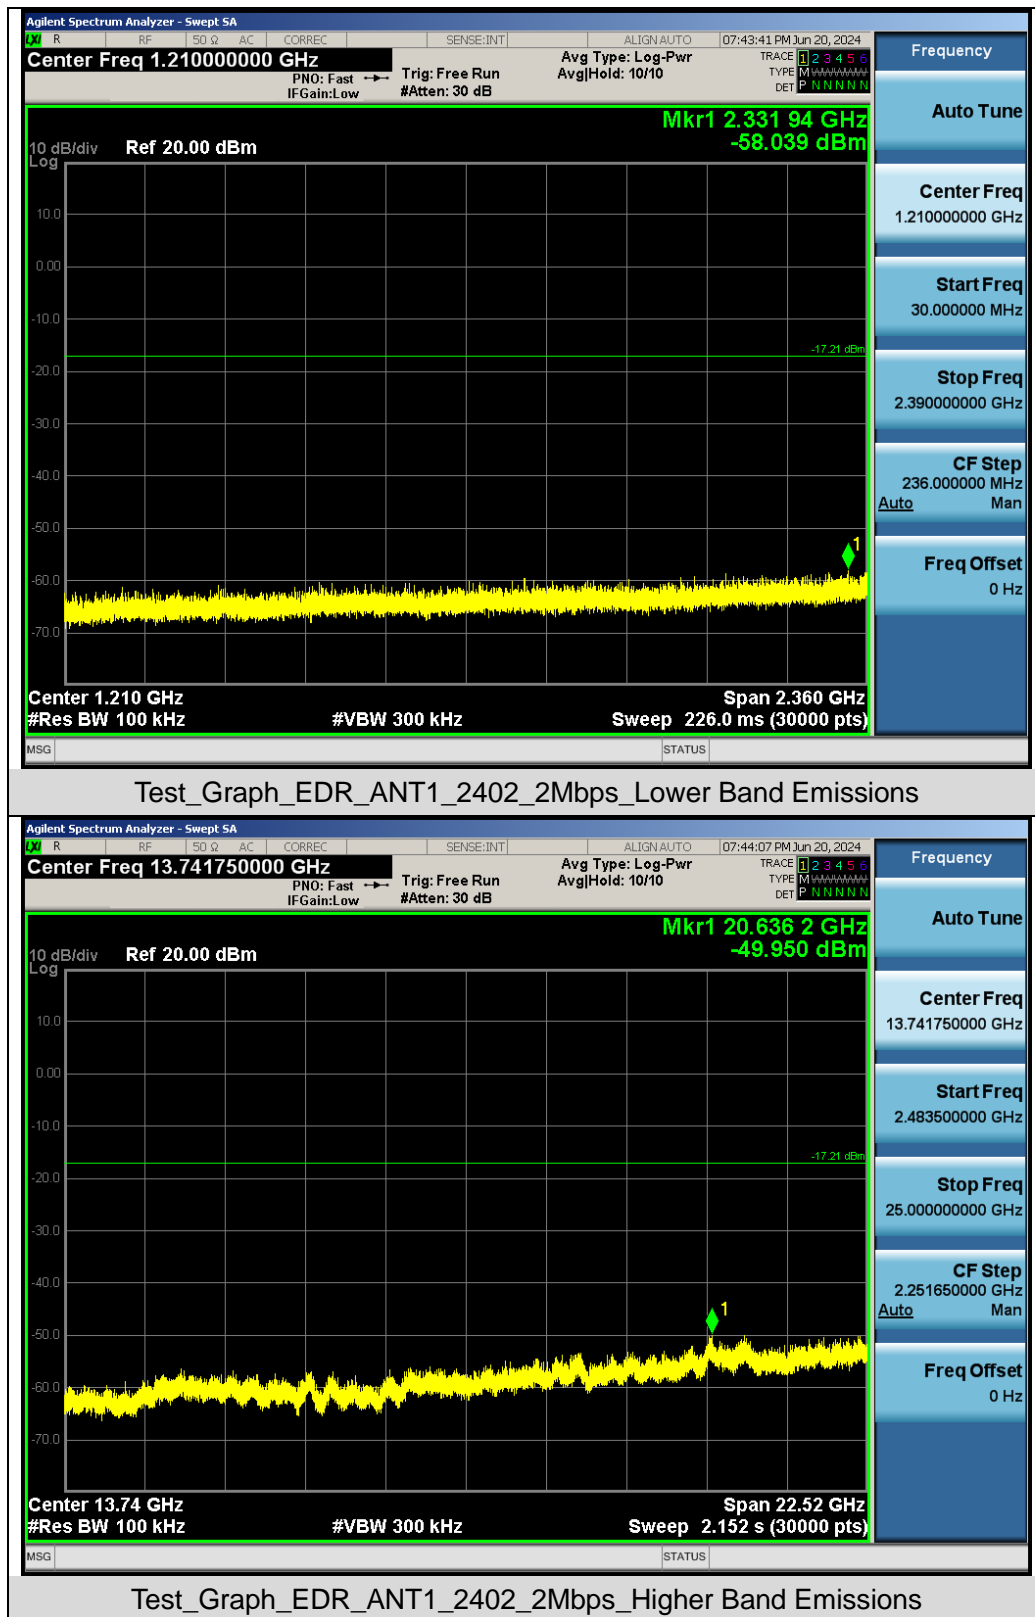 Agilent Spectrum Analyzer - Swept SA
LXI R RF 50 Ω AC CORREC SENSE:INT ALIGN AUTO 07:43:41 PM Jun 20, 2024
Center Freq 1.210000000 GHz
PNO: Fast
IFGain:Low
Trig: Free Run
#Atten: 30 dB
Avg Type: Log-Pwr
Avg|Hold: 10/10
TRACE 1 2 3 4 5 6
TYPE M
DET P N N N N N
Frequency
Auto Tune
Mkr1 2.331 94 GHz
-58.039 dBm
10 dB/div Ref 20.00 dBm
Log
10.0
0.00
-10.0
-17.21 dBm
-20.0
-30.0
-40.0
-50.0
1
-60.0
-70.0
Center Freq
1.210000000 GHz
Start Freq
30.000000 MHz
Stop Freq
2.390000000 GHz
CF Step
236.000000 MHz
Auto Man
Freq Offset
0 Hz
Center 1.210 GHz Span 2.360 GHz
#Res BW 100 kHz #VBW 300 kHz Sweep 226.0 ms (30000 pts)
MSG STATUS
Test_Graph_EDR_ANT1_2402_2Mbps_Lower Band Emissions
Agilent Spectrum Analyzer - Swept SA
LXI R RF 50 Ω AC CORREC SENSE:INT ALIGN AUTO 07:44:07 PM Jun 20, 2024
Center Freq 13.741750000 GHz
PNO: Fast
IFGain:Low
Trig: Free Run
#Atten: 30 dB
Avg Type: Log-Pwr
Avg|Hold: 10/10
TRACE 1 2 3 4 5 6
TYPE M
DET P N N N N N
Frequency
Auto Tune
Mkr1 20.636 2 GHz
-49.950 dBm
10 dB/div Ref 20.00 dBm
Log
10.0
0.00
-10.0
-17.21 dBm
-20.0
-30.0
-40.0
1
-50.0
-60.0
-70.0
Center Freq
13.741750000 GHz
Start Freq
2.483500000 GHz
Stop Freq
25.000000000 GHz
CF Step
2.251650000 GHz
Auto Man
Freq Offset
0 Hz
Center 13.74 GHz Span 22.52 GHz
#Res BW 100 kHz #VBW 300 kHz Sweep 2.152 s (30000 pts)
MSG STATUS
Test_Graph_EDR_ANT1_2402_2Mbps_Higher Band Emissions